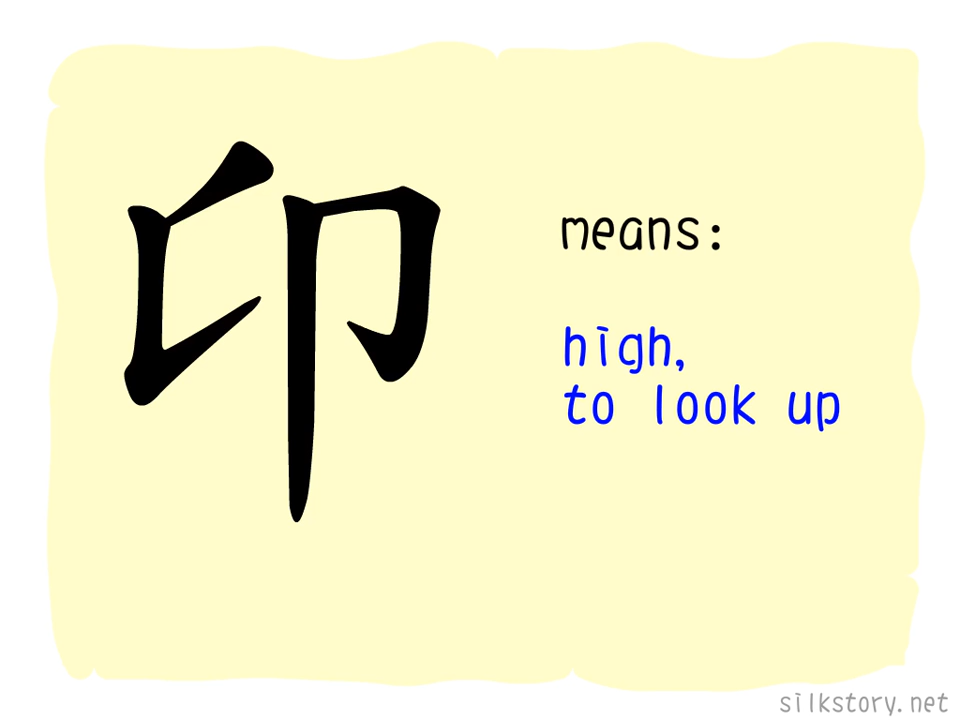 卬
means:
high,
to look up
silkstory.net